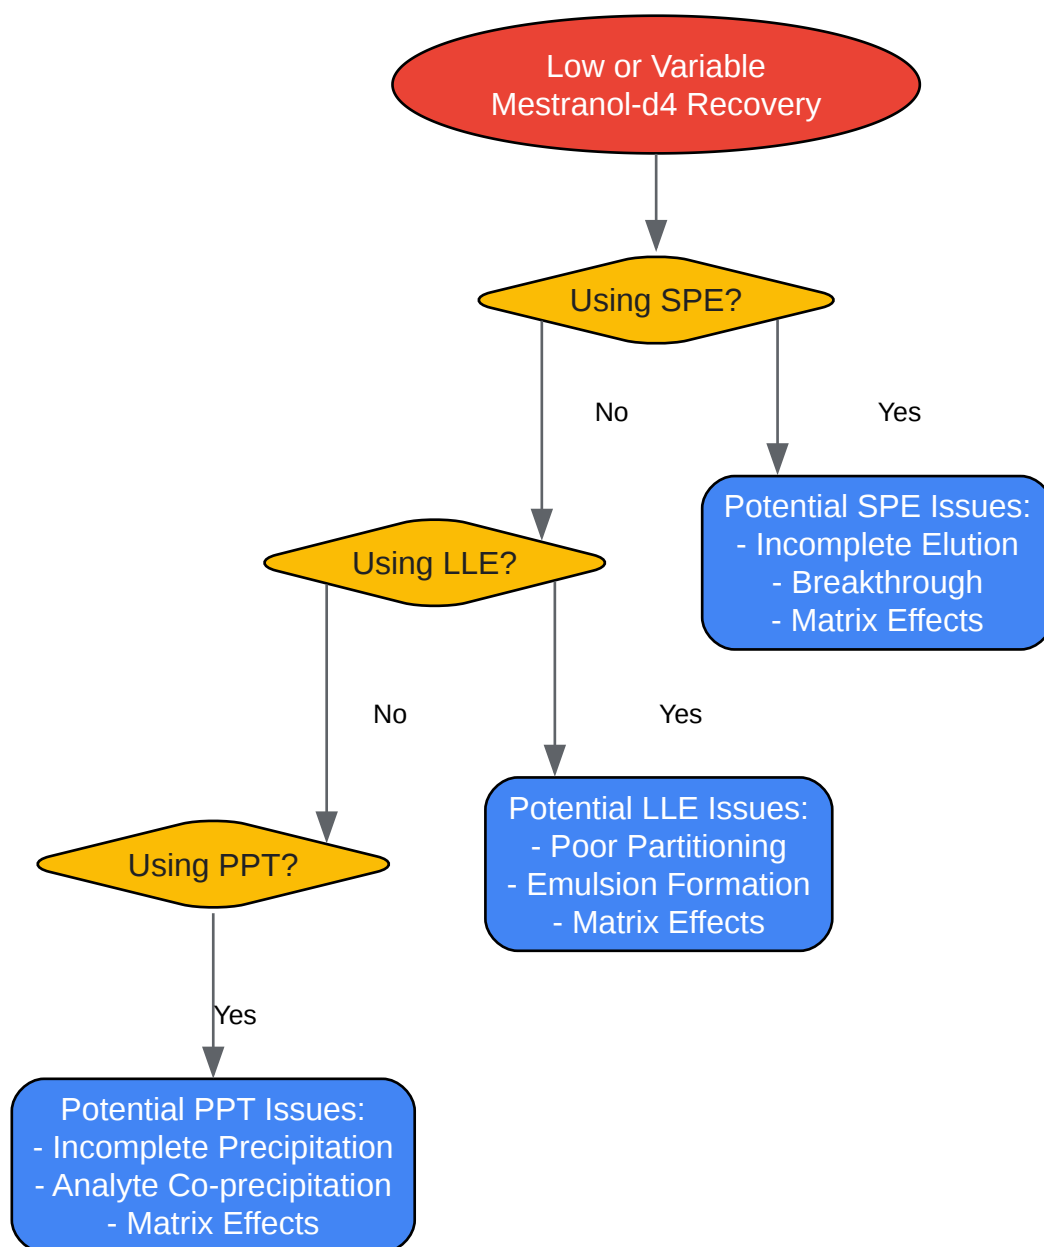 Low or Variable
Mestranol-d4 Recovery
Using SPE?
No
Yes
Potential SPE Issues:
- Incomplete Elution
- Breakthrough
- Matrix Effects
Using LLE?
No
Yes
Potential LLE Issues:
- Poor Partitioning
- Emulsion Formation
- Matrix Effects
Using PPT?
Yes
Potential PPT Issues:
- Incomplete Precipitation
- Analyte Co-precipitation
- Matrix Effects